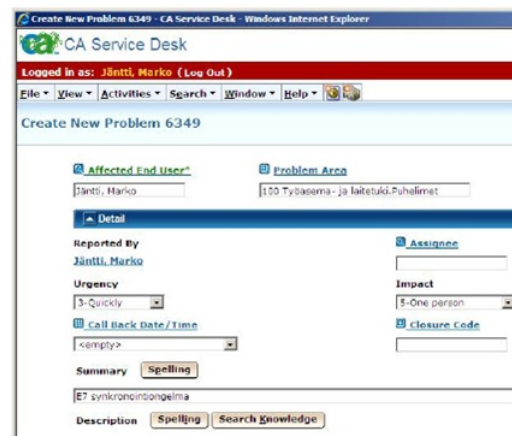 Create New Problem 6349 - CA Service Desk - Windows Internet Explorer
ca CA Service Desk
Logged in as: Jäntti, Marko (Log Out)
File View Activities Search Window Help
Create New Problem 6349
Affected End User* Problem Area
Jäntti, Marko 100 Työasema- ja laitetuki.Puhelimet
Detail
Reported By Assignee
Jäntti, Marko
Urgency Impact
3-Quickly 5-One person
Call Back Date/Time Closure Code
<empty>
Summary Spelling
E7 synkronointiongelma
Description Spelling Search Knowledge